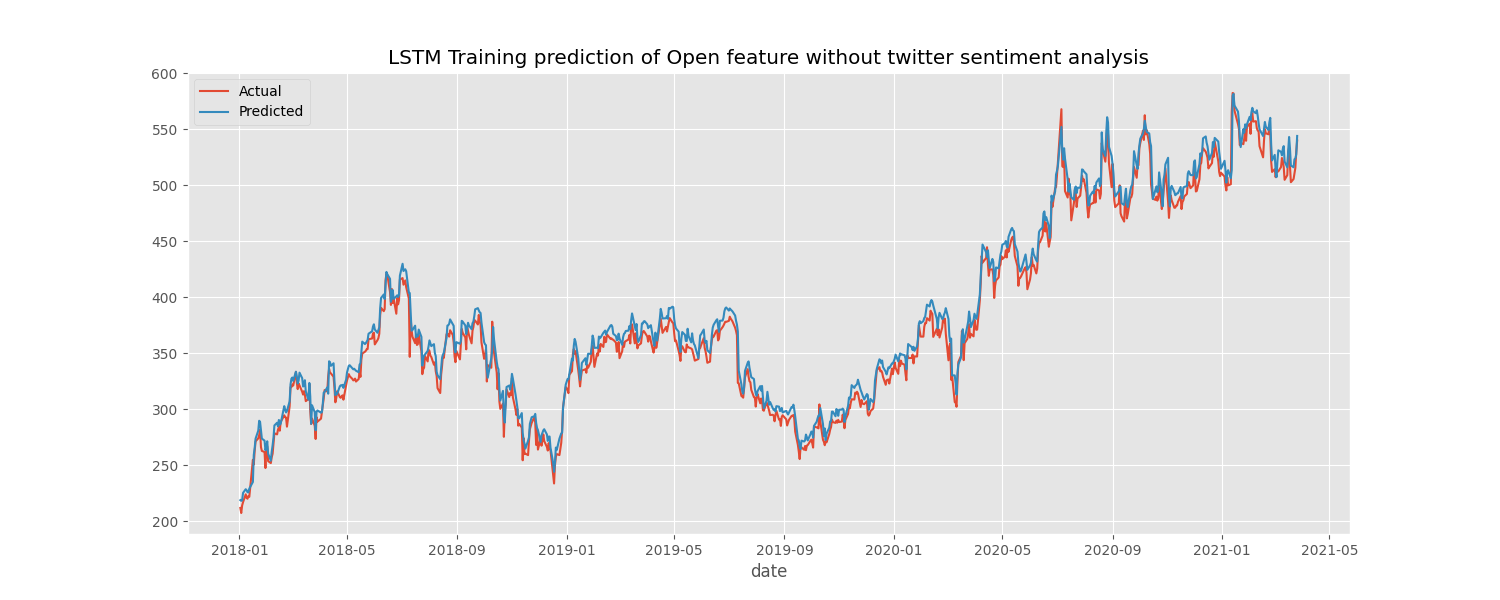 LSTM Training prediction of Open feature without twitter sentiment analysis
Actual
Predicted
600
550
500
450
400
350
300
250
200
2018-01 2018-05 2018-09 2019-01 2019-05 2019-09 2020-01 2020-05 2020-09 2021-01 2021-05
date